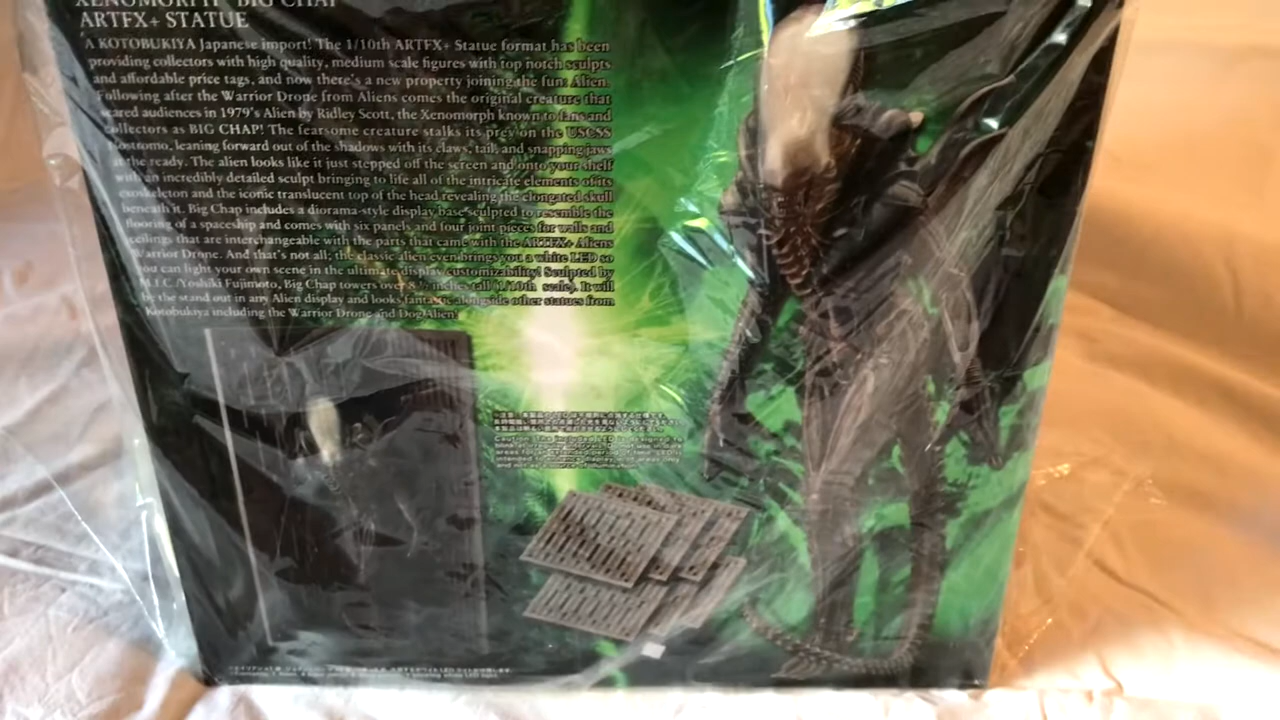 XENOMORPH BIG CHAP
ARTFX+ STATUE
A KOTOBUKIYA Japanese import! The 1/10th ARTFX+ Statue format has been
providing collectors with high quality, medium scale figures with top notch sculpts
and affordable price tags, and now there's a new property joining the fun: Alien.
Following after the Warrior Drone from Aliens comes the original creature that
scared audiences in 1979's Alien by Ridley Scott, the Xenomorph known to fans and
collectors as BIG CHAP! The fearsome creature stalks its prey on the USCSS
Nostromo, leaning forward out of the shadows with its claws, tail, and snapping jaws
at the ready. The alien looks like it just stepped off the screen and onto your shelf
with an incredibly detailed sculpt bringing to life all of the intricate elements of its
exoskeleton and the iconic translucent top of the head revealing the elongated skull
beneath it. Big Chap includes a diorama-style display base sculpted to resemble the
flooring of a spaceship and comes with six panels and four joint pieces for walls and
ceilings that are interchangeable with the parts that came with the ARTFX+ Aliens
Warrior Drone. And that's not all; the classic alien even brings you a white LED so
you can light your own scene in the ultimate display customizability! Sculpted by
M.I.C./Yoshiki Fujimoto, Big Chap towers over 8 ½ inches tall (1/10th scale). It will
be the stand out in any Alien display and looks fantastic alongside other statues from
Kotobukiya including the Warrior Drone and Dog Alien!
Caution: The included LED is designed to